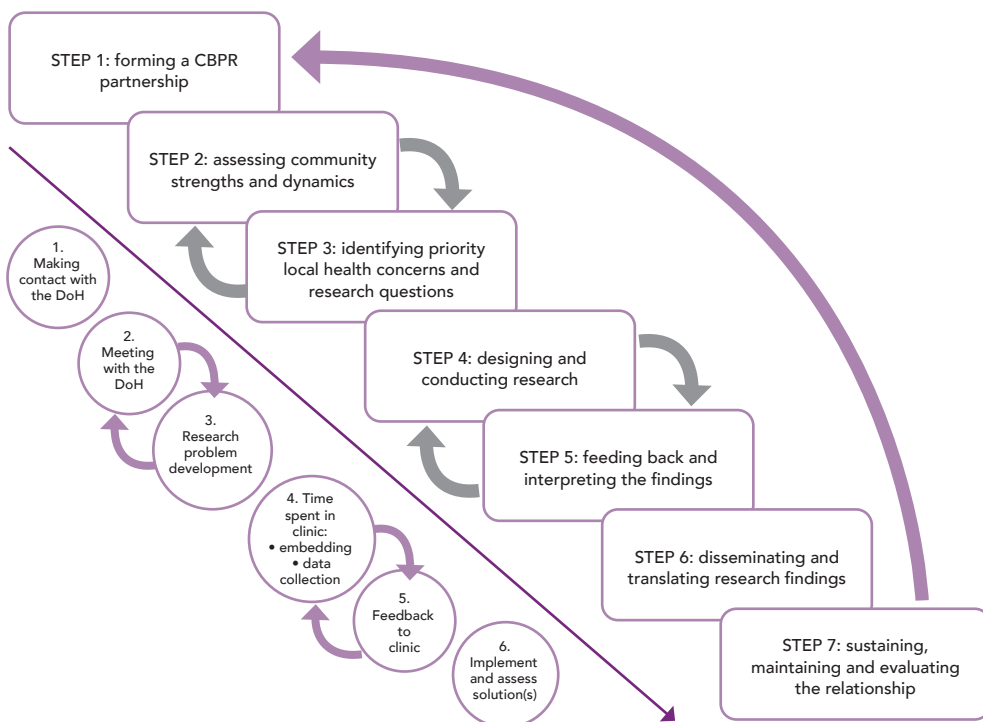 STEP 1: forming a CBPR
partnership
STEP 2: assessing community
strengths and dynamics
STEP 3: identifying priority
local health concerns and
research questions
STEP 4: designing and
conducting research
STEP 5: feeding back and
interpreting the findings
STEP 6: disseminating and
translating research findings
STEP 7: sustaining,
maintaining and evaluating
the relationship
1.
Making
contact with
the DoH
2.
Meeting
with the
DoH
3.
Research
problem
development
4. Time
spent in
clinic:
• embedding
• data
collection
5.
Feedback
to
clinic
6.
Implement
and assess
solution(s)